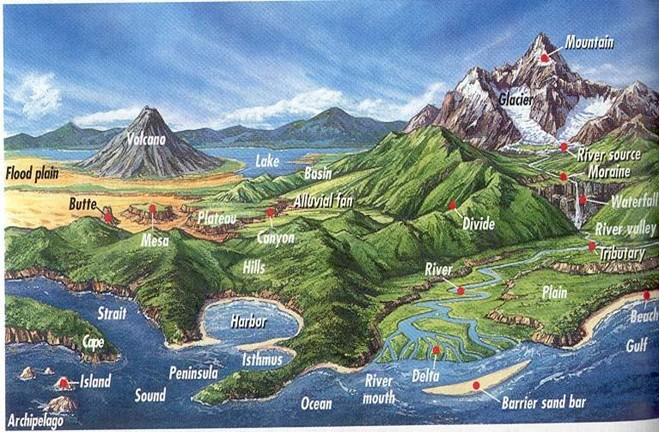 Mountain
Glacier
Volcano
Lake
River source
Flood plain
Basin
Moraine
Butte
Alluvial fan
Waterfall
Plateau
Mesa
Canyon
Divide
River valley
Tributary
Hills
River
Plain
Strait
Harbor
Beach
Cape
Gulf
Isthmus
Island
Peninsula
Delta
Sound
River
mouth
Ocean
Barrier sand bar
Archipelago